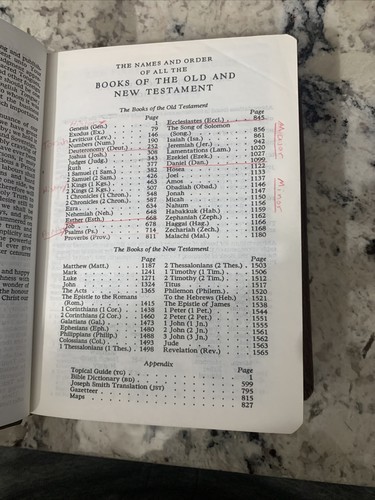 THE NAMES AND ORDER
OF ALL THE
BOOKS OF THE OLD AND
NEW TESTAMENT
The Books of the Old Testament
Page
Genesis (Gen.) 1
Exodus (Ex.) 79
Leviticus (Lev.) 146
Numbers (Num.) 190
Deuteronomy (Deut.) 252
Joshua (Josh.) 308
Judges (Judg.) 343
Ruth 377
1 Samuel (1 Sam.) 382
2 Samuel (2 Sam.) 426
1 Kings (1 Kgs.) 463
2 Kings (2 Kgs.) 507
1 Chronicles (1 Chron.) 548
2 Chronicles (2 Chron.) 587
Ezra 634
Nehemiah (Neh.) 648
Esther (Esth.) 668
Job 678
Psalms (Ps.) 714
Proverbs (Prov.) 811
Page
Ecclesiastes (Eccl.) 845
The Song of Solomon
(Song.) 856
Isaiah (Isa.) 861
Jeremiah (Jer.) 942
Lamentations (Lam.) 1020
Ezekiel (Ezek.) 1027
Daniel (Dan.) 1099
Hosea 1122
Joel 1133
Amos 1137
Obadiah (Obad.) 1146
Jonah 1147
Micah 1150
Nahum 1156
Habakkuk (Hab.) 1159
Zephaniah (Zeph.) 1162
Haggai (Hag.) 1166
Zechariah (Zech.) 1168
Malachi (Mal.) 1180
The Books of the New Testament
Page
Matthew (Matt.) 1187
Mark 1241
Luke 1271
John 1324
The Acts 1365
The Epistle to the Romans
(Rom.) 1415
1 Corinthians (1 Cor.) 1438
2 Corinthians (2 Cor.) 1460
Galatians (Gal.) 1473
Ephesians (Eph.) 1480
Philippians (Philip.) 1488
Colossians (Col.) 1493
1 Thessalonians (1 Thes.) 1498
Page
2 Thessalonians (2 Thes.) 1503
1 Timothy (1 Tim.) 1506
2 Timothy (2 Tim.) 1512
Titus 1517
Philemon (Philem.) 1520
To the Hebrews (Heb.) 1521
The Epistle of James 1538
1 Peter (1 Pet.) 1544
2 Peter (2 Pet.) 1551
1 John (1 Jn.) 1555
2 John (2 Jn.) 1561
3 John (3 Jn.) 1562
Jude 1563
Revelation (Rev.) 1565
Appendix
Page
Topical Guide (TG) 1
Bible Dictionary (BD) 599
Joseph Smith Translation (JST) 795
Gazetteer 815
Maps 827